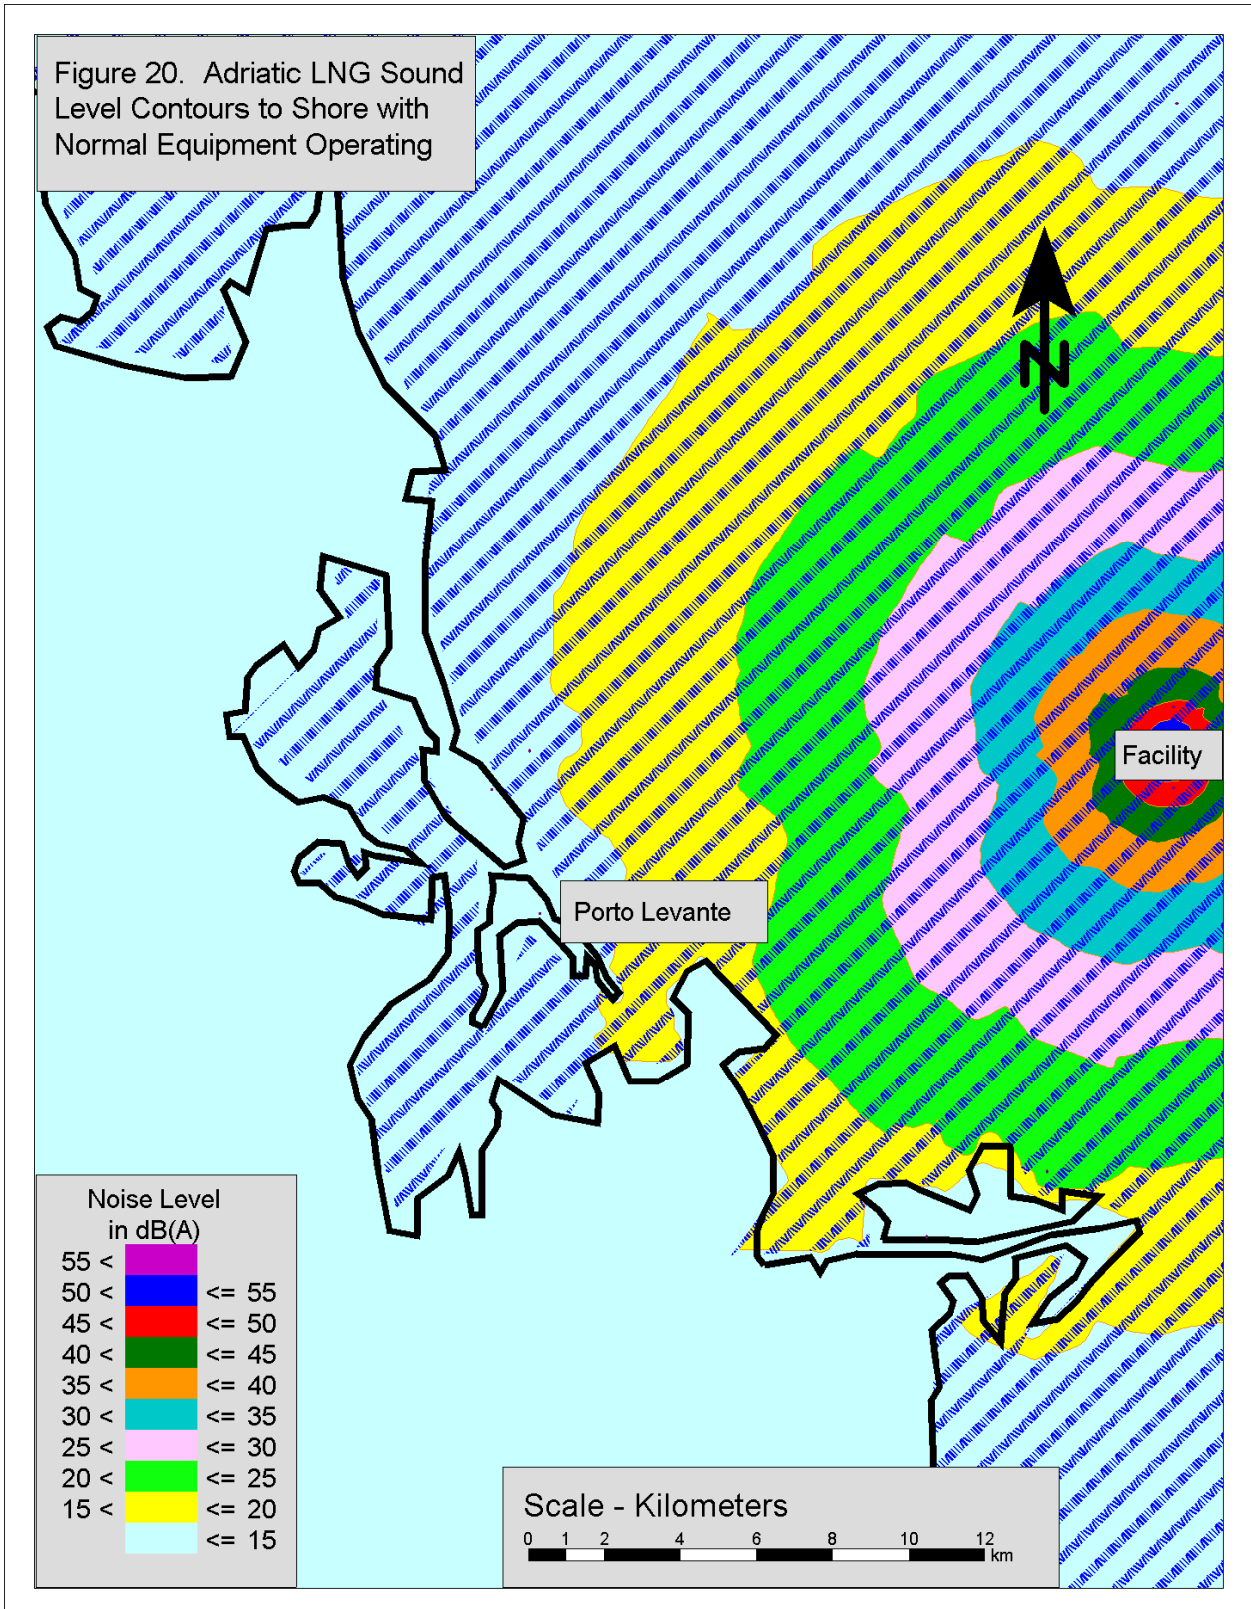 Figure 20. Adriatic LNG Sound
Level Contours to Shore with
Normal Equipment Operating
N
Facility
Porto Levante
Noise Level
in dB(A)
55 <
50 < <= 55
45 < <= 50
40 < <= 45
35 < <= 40
30 < <= 35
25 < <= 30
20 < <= 25
15 < <= 20
<= 15
Scale - Kilometers
0 1 2 4 6 8 10 12
km